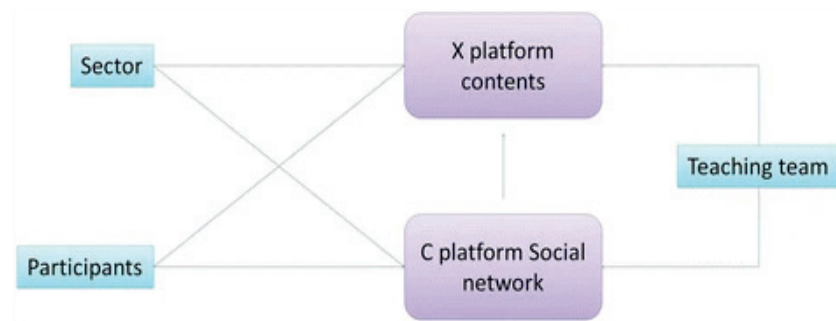 Sector
X platform
contents
Teaching team
Participants
C platform Social
network